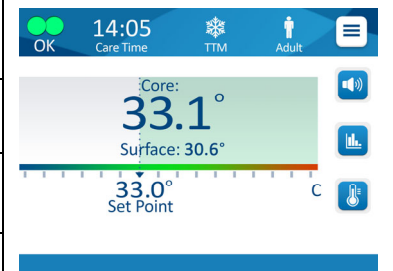 14:05
OK Care Time TTM Adult
Core:
33.1°
Surface: 30.6°
33.0° C
Set Point